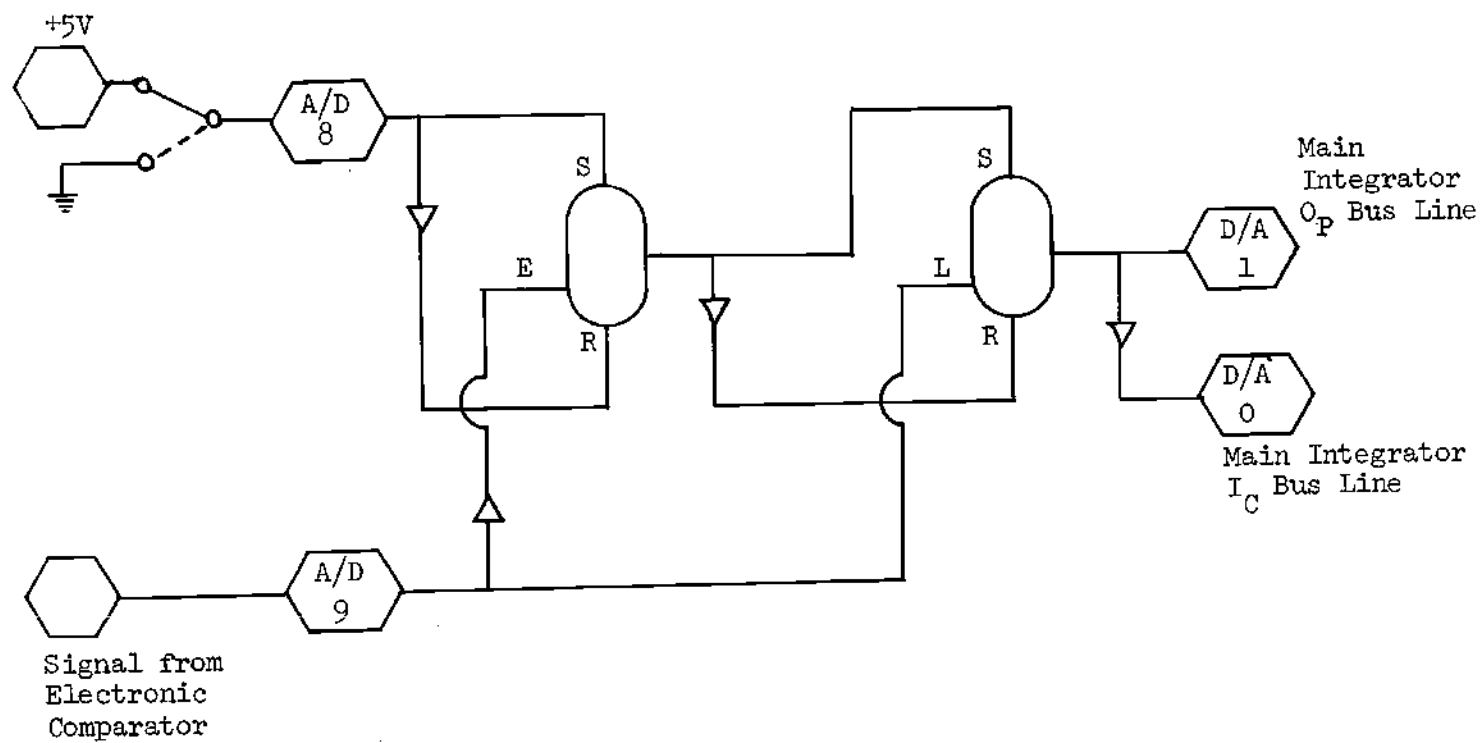 +5V
A/D
8
S
E
R
S
L
R
Main
Integrator
O_P Bus Line
D/A
1
D/A
0
Main Integrator
I_C Bus Line
A/D
9
Signal from
Electronic
Comparator